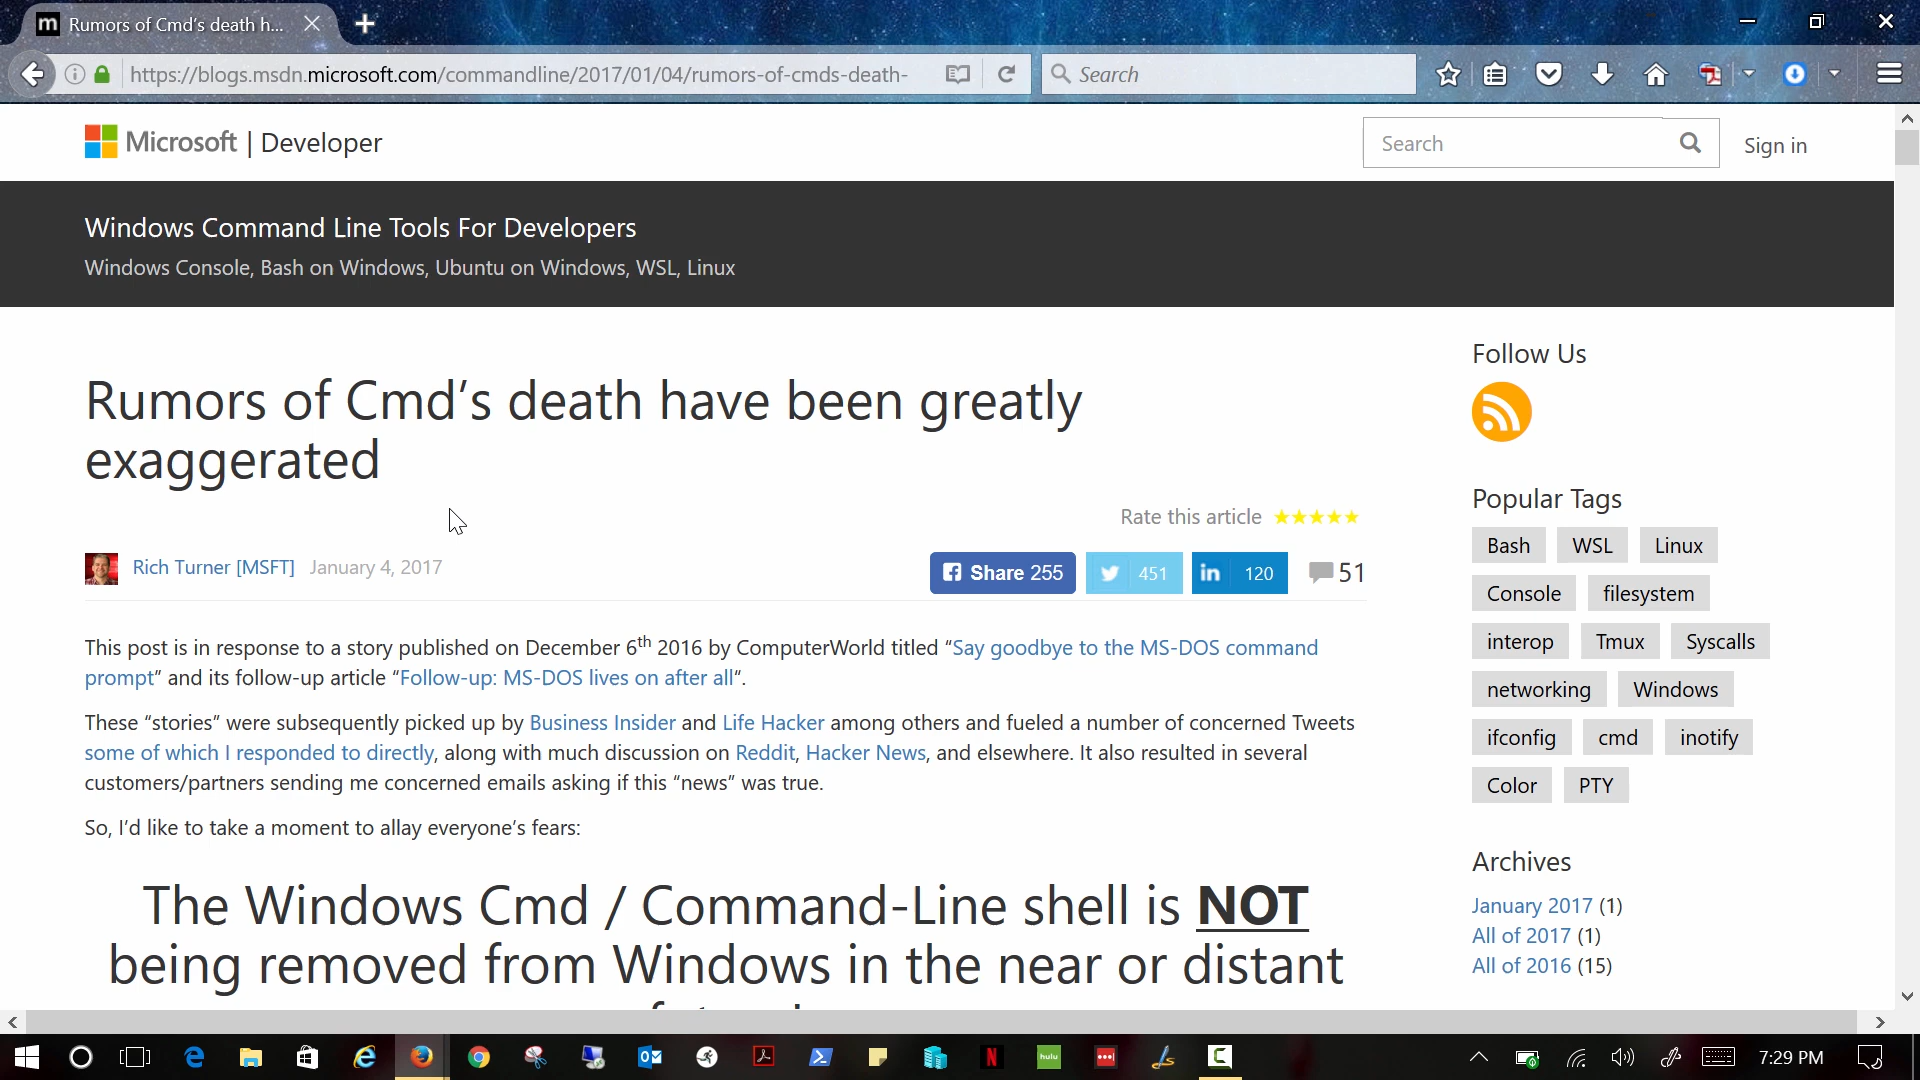 Rumors of Cmd's death h...
https://blogs.msdn.microsoft.com/commandline/2017/01/04/rumors-of-cmds-death-
Search
Microsoft | Developer
Search
Sign in
Windows Command Line Tools For Developers
Windows Console, Bash on Windows, Ubuntu on Windows, WSL, Linux
Rumors of Cmd's death have been greatly
exaggerated
Rate this article
Rich Turner [MSFT] January 4, 2017
Share 255
451
in 120
51
This post is in response to a story published on December 6th 2016 by ComputerWorld titled "Say goodbye to the MS-DOS command
prompt" and its follow-up article "Follow-up: MS-DOS lives on after all".
These "stories" were subsequently picked up by Business Insider and Life Hacker among others and fueled a number of concerned Tweets
some of which I responded to directly, along with much discussion on Reddit, Hacker News, and elsewhere. It also resulted in several
customers/partners sending me concerned emails asking if this "news" was true.
So, I'd like to take a moment to allay everyone's fears:
The Windows Cmd / Command-Line shell is NOT
being removed from Windows in the near or distant
Follow Us
Popular Tags
Bash WSL Linux
Console filesystem
interop Tmux Syscalls
networking Windows
ifconfig cmd inotify
Color PTY
Archives
January 2017 (1)
All of 2017 (1)
All of 2016 (15)
hulu
7:29 PM